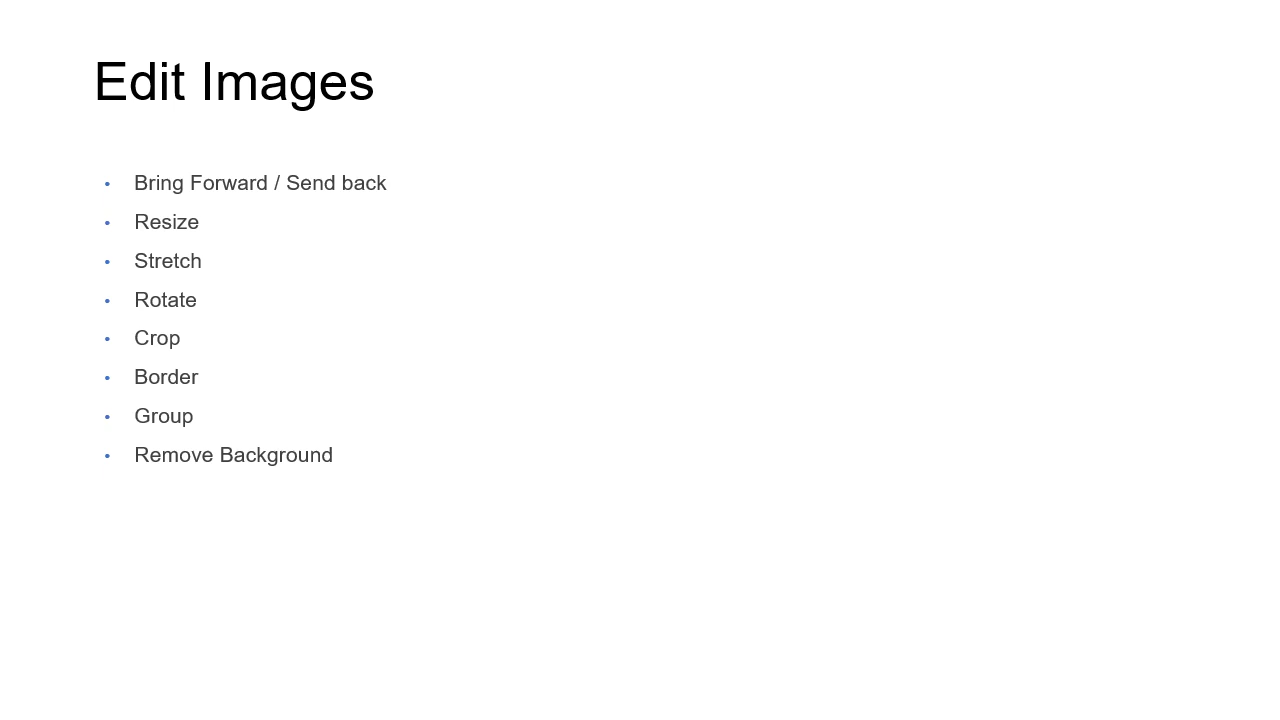 Edit Images
• Bring Forward / Send back
• Resize
• Stretch
• Rotate
• Crop
• Border
• Group
• Remove Background